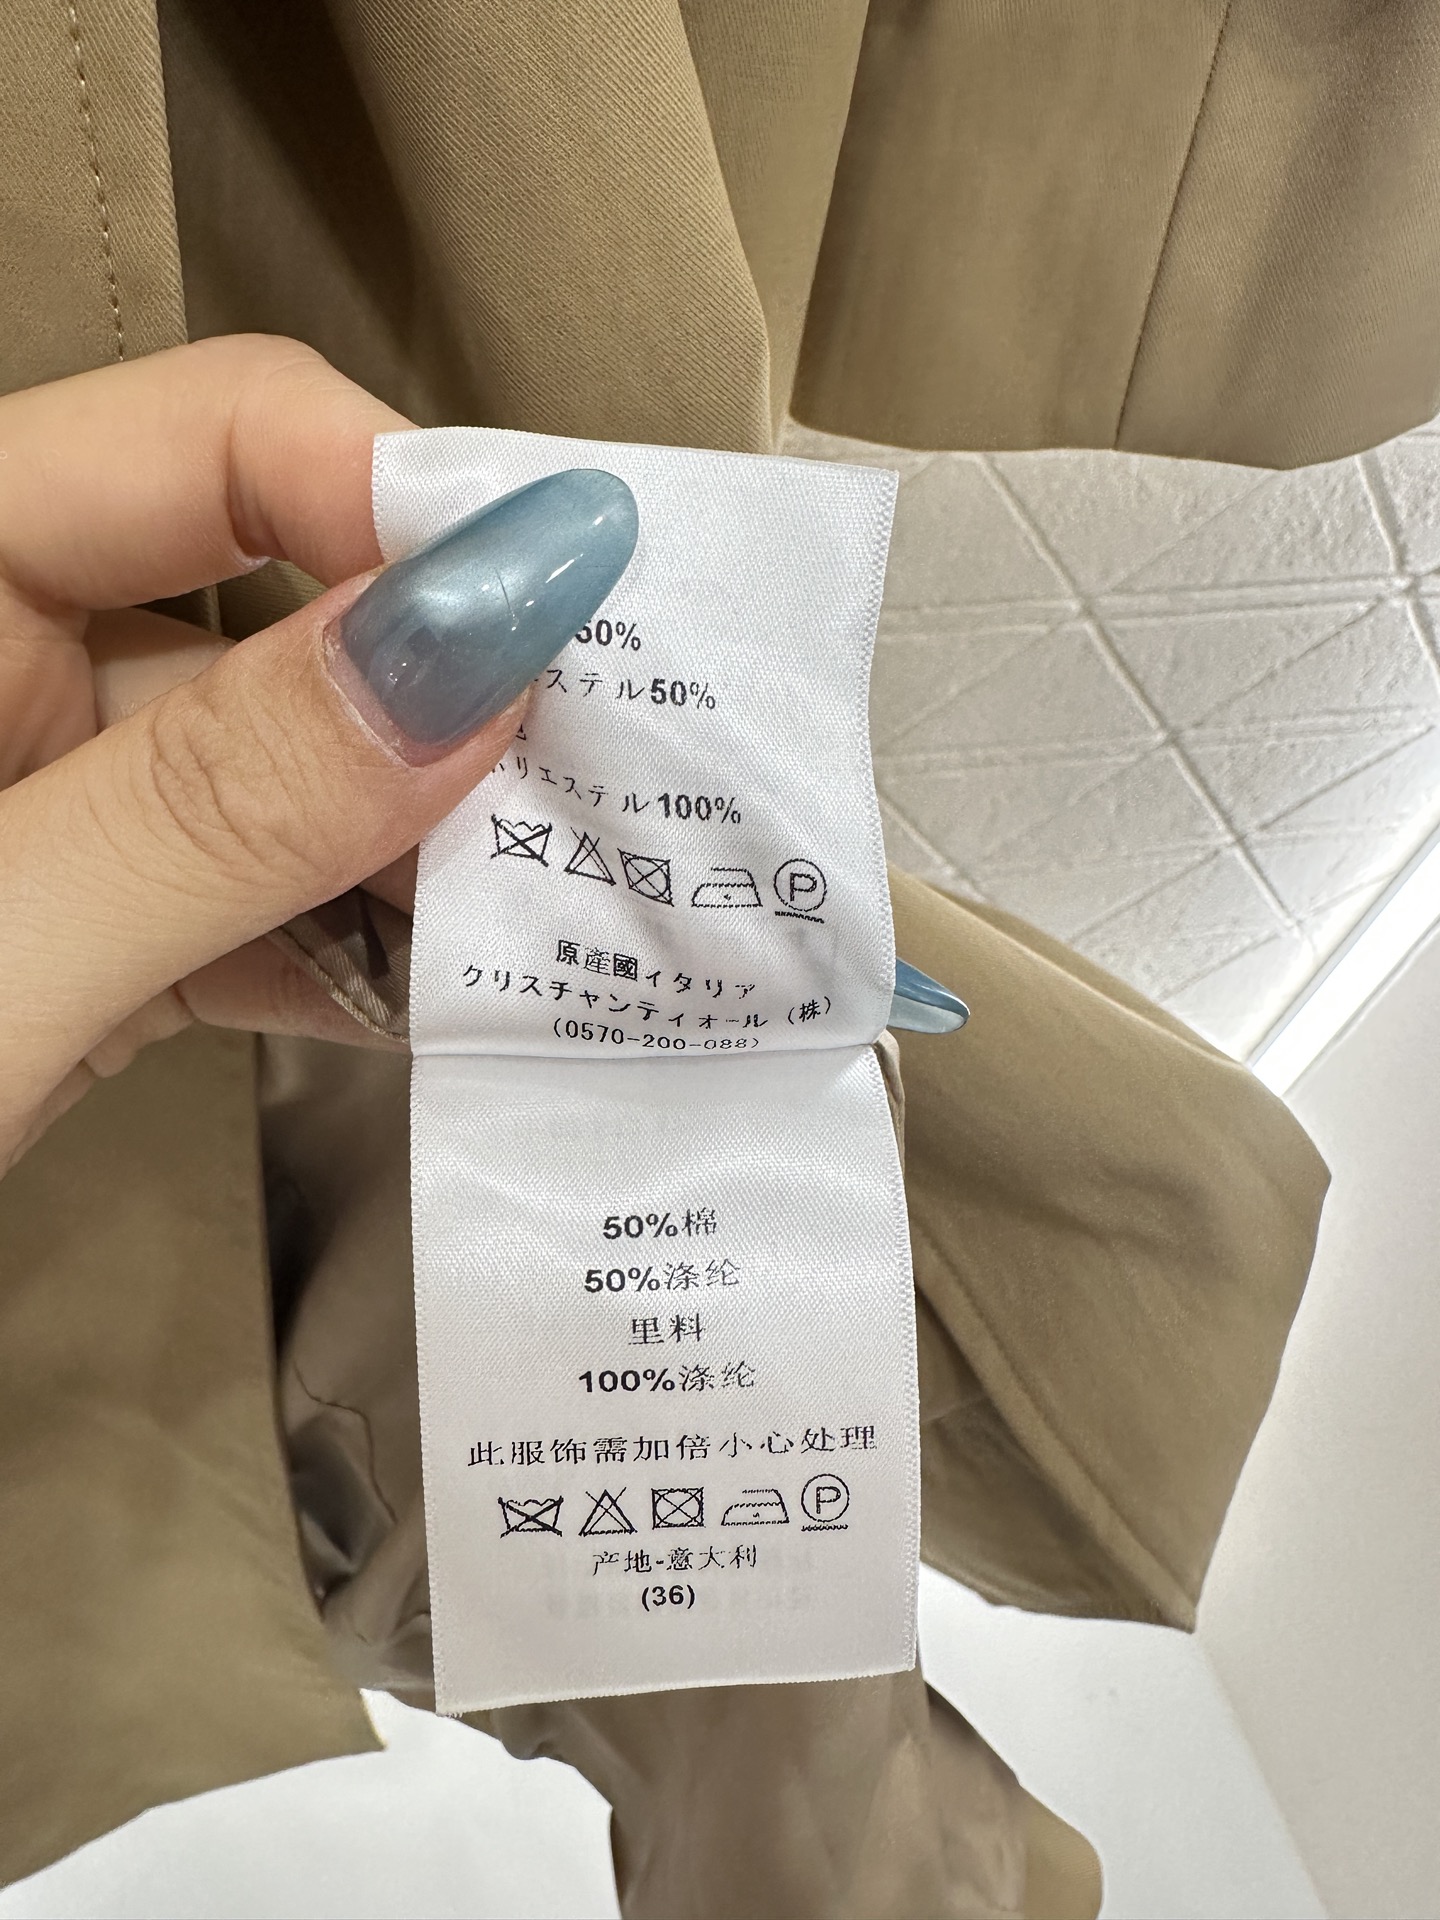 50%
ステル50%
リエステル100%
P
原産國イタリア
クリスチャンディオール（株）
(0570-200-088)
50%棉
50%涤纶
里料
100%涤纶
此服饰需加倍小心处理
P
产地-意大利
(36)